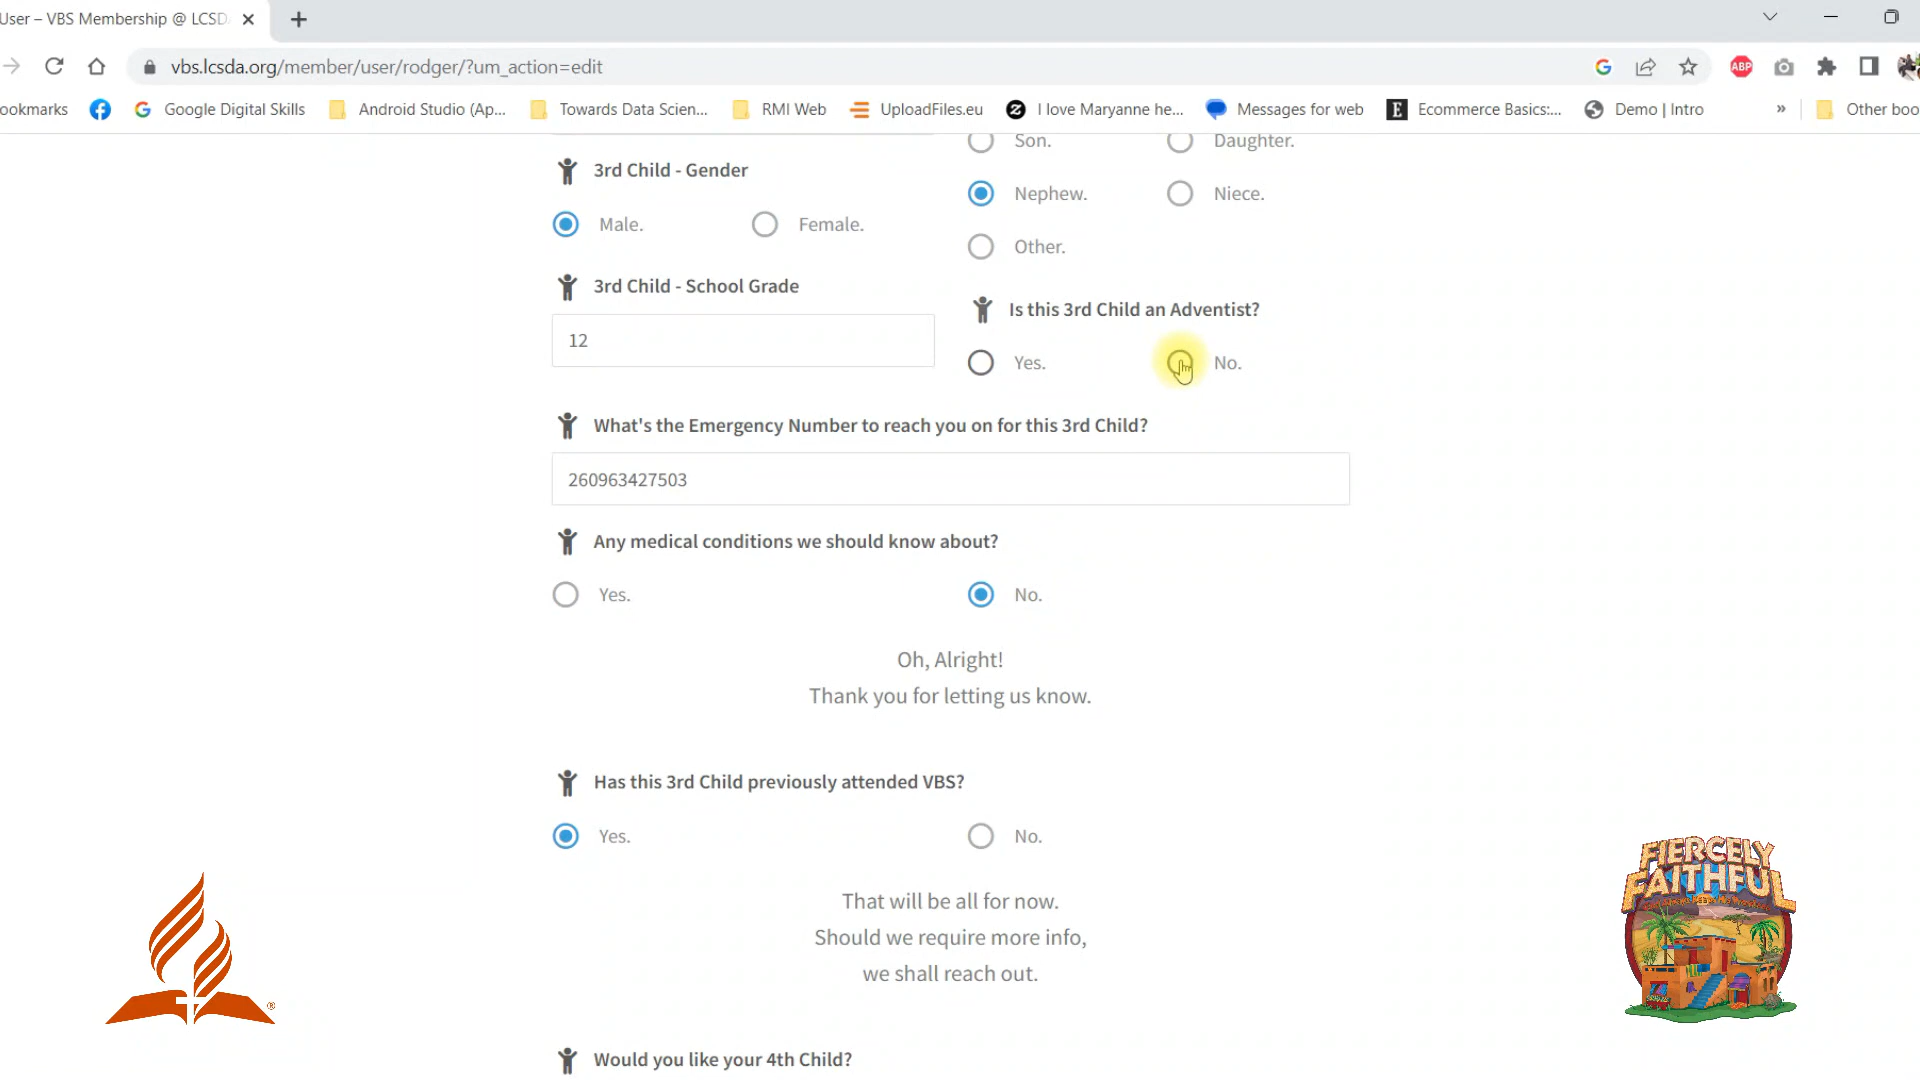 User – VBS Membership @ LCSD
vbs.lcsda.org/member/user/rodger/?um_action=edit
ABP
ookmarks
Google Digital Skills
Android Studio (Ap...
Towards Data Scien...
RMI Web
UploadFiles.eu
I love Maryanne he...
Messages for web
Ecommerce Basics:...
Demo | Intro
»
Other boo
Son.
Daughter.
3rd Child - Gender
Nephew.
Niece.
Male.
Female.
Other.
3rd Child - School Grade
Is this 3rd Child an Adventist?
12
Yes.
No.
What's the Emergency Number to reach you on for this 3rd Child?
260963427503
Any medical conditions we should know about?
Yes.
No.
Oh, Alright!
Thank you for letting us know.
Has this 3rd Child previously attended VBS?
Yes.
No.
That will be all for now.
Should we require more info,
we shall reach out.
Would you like your 4th Child?
FIERCELY
FAITHFUL